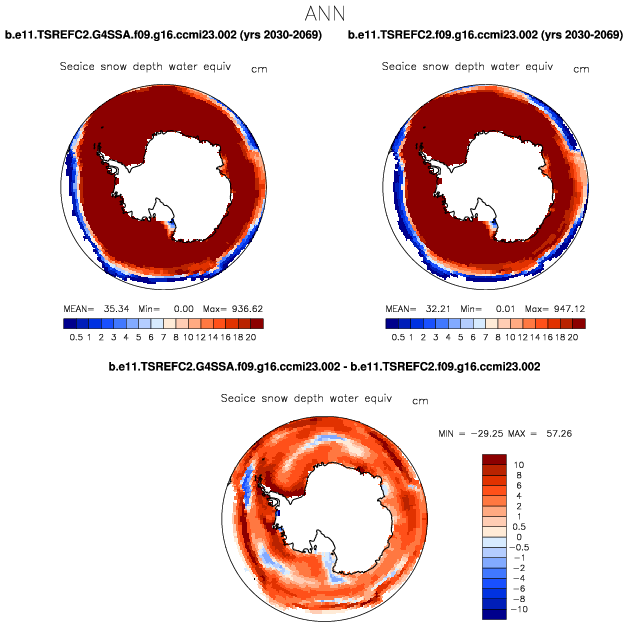 ANN
b.e11.TSREFC2.G4SSA.f09.g16.ccmi23.002 (yrs 2030-2069)
b.e11.TSREFC2.f09.g16.ccmi23.002 (yrs 2030-2069)
Seaice snow depth water equiv cm
Seaice snow depth water equiv cm
MEAN= 35.34 Min= 0.00 Max= 936.62
MEAN= 32.21 Min= 0.01 Max= 947.12
0.5 1 2 3 4 5 6 7 8 10 12 14 16 18 20
0.5 1 2 3 4 5 6 7 8 10 12 14 16 18 20
b.e11.TSREFC2.G4SSA.f09.g16.ccmi23.002 - b.e11.TSREFC2.f09.g16.ccmi23.002
Seaice snow depth water equiv cm
MIN = -29.25 MAX = 57.26
10
8
6
4
2
1
0.5
0
-0.5
-1
-2
-4
-6
-8
-10